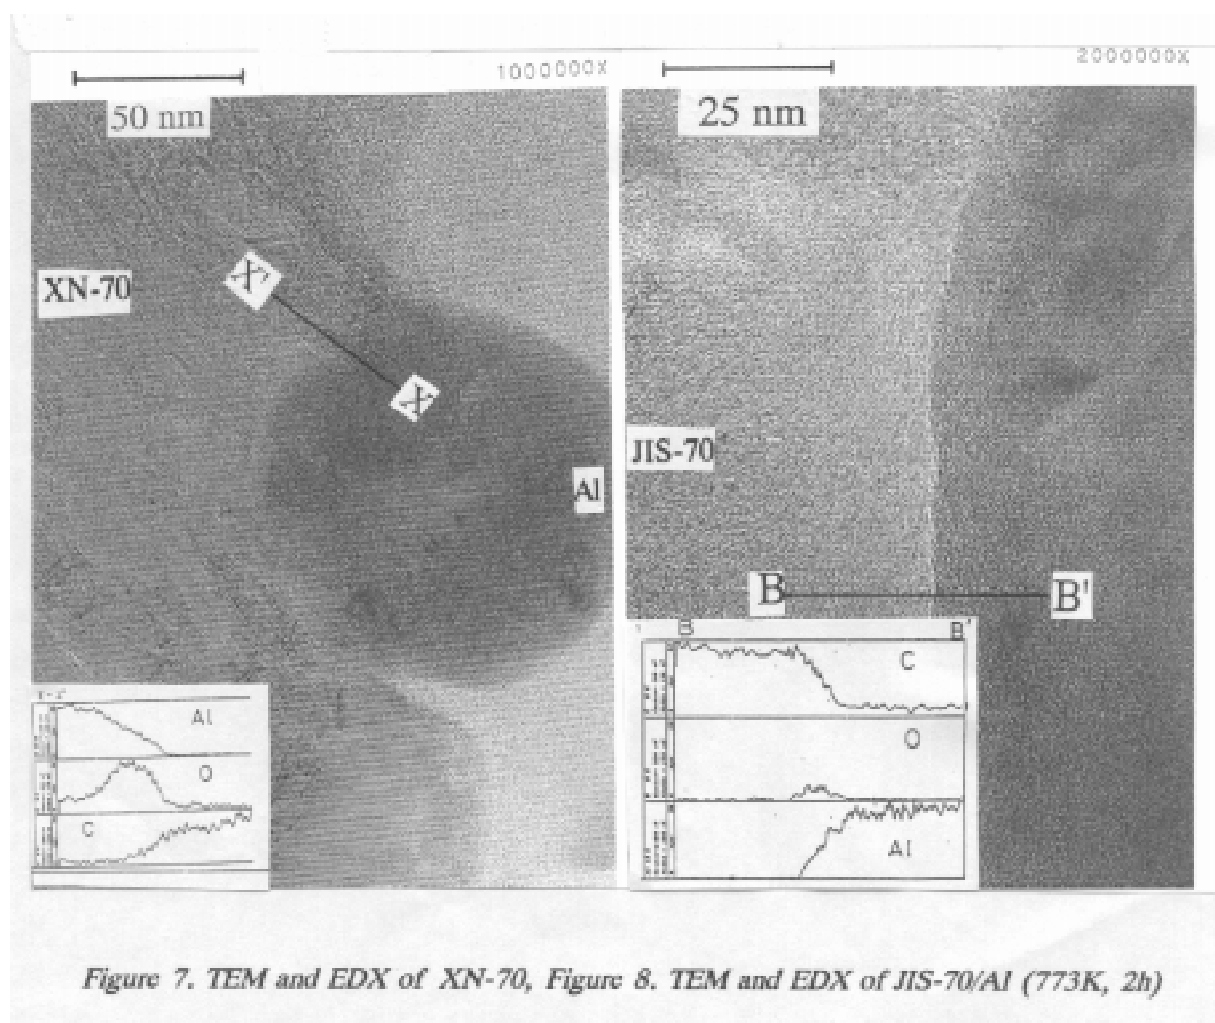 1000000X
50 nm
XN-70
X'
X
Al
Al
O
C
2000000X
25 nm
JIS-70
B
B'
B
B'
C
O
Al
Figure 7. TEM and EDX of XN-70, Figure 8. TEM and EDX of JIS-70/Al (773K, 2h)